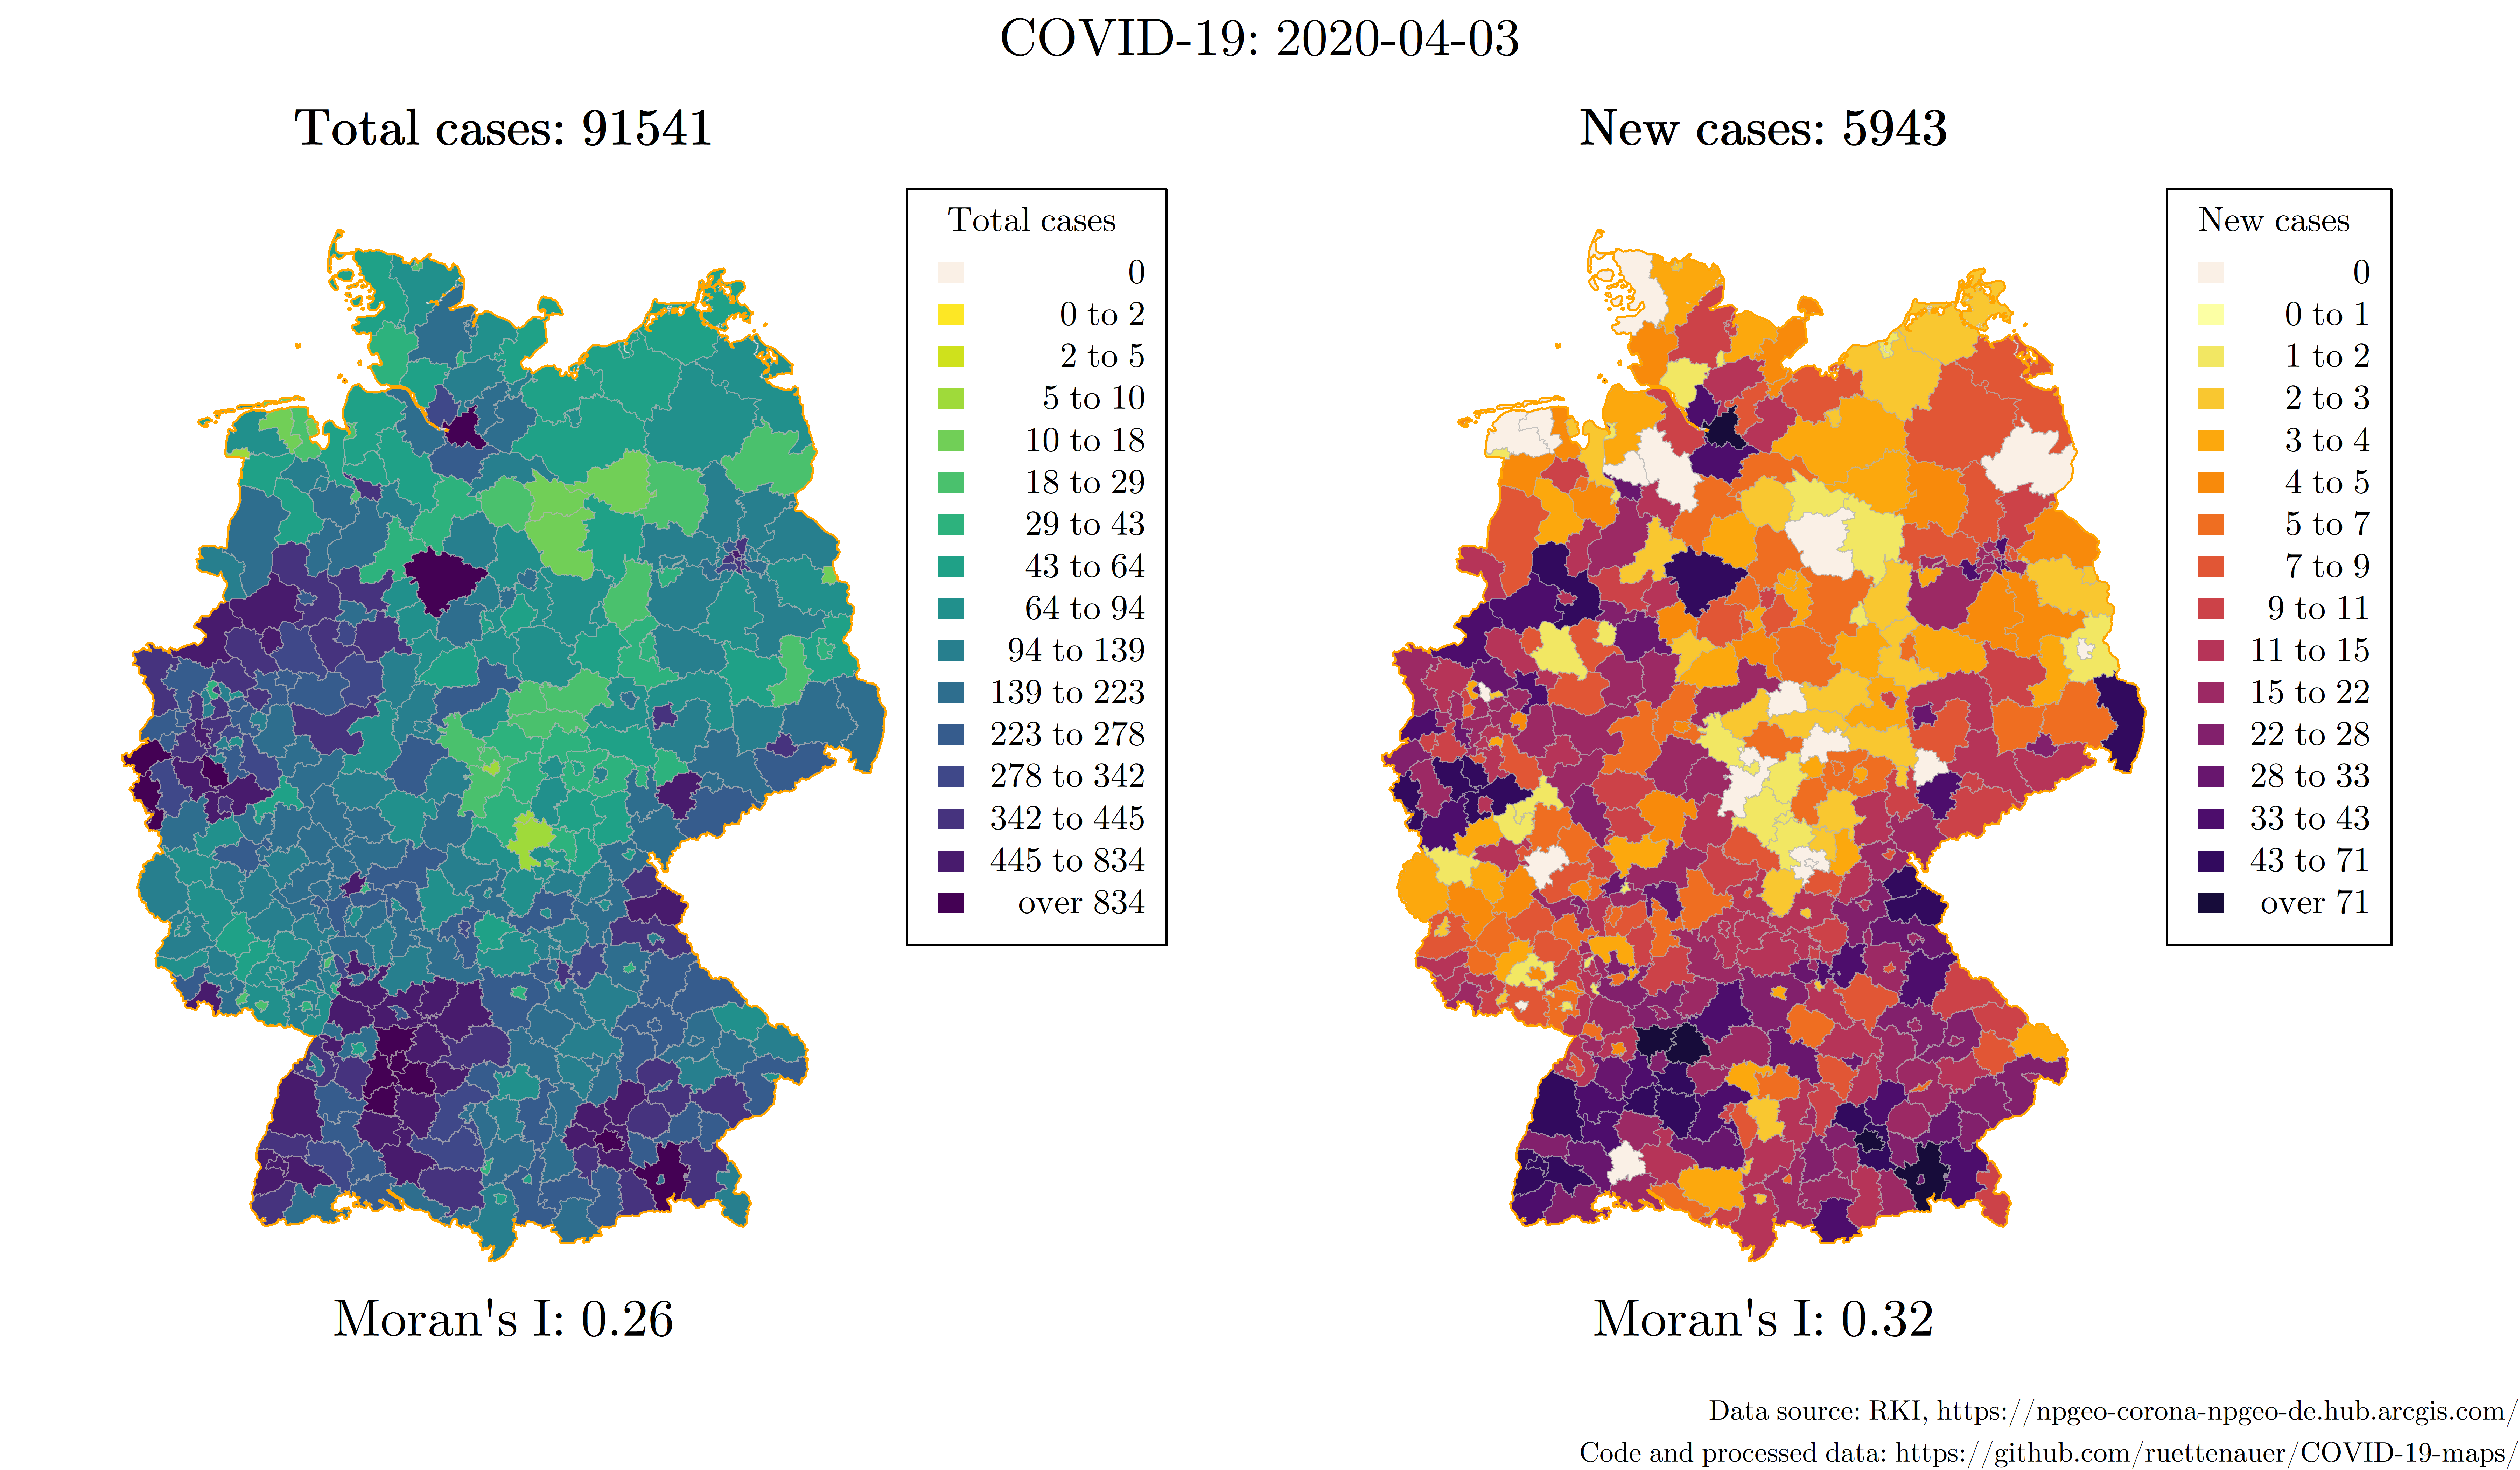 COVID-19: 2020-04-03
Total cases: 91541
Total cases
0
0 to 2
2 to 5
5 to 10
10 to 18
18 to 29
29 to 43
43 to 64
64 to 94
94 to 139
139 to 223
223 to 278
278 to 342
342 to 445
445 to 834
over 834
Moran's I: 0.26
New cases: 5943
New cases
0
0 to 1
1 to 2
2 to 3
3 to 4
4 to 5
5 to 7
7 to 9
9 to 11
11 to 15
15 to 22
22 to 28
28 to 33
33 to 43
43 to 71
over 71
Moran's I: 0.32
Data source: RKI, https://npgeo-corona-npgeo-de.hub.arcgis.com/
Code and processed data: https://github.com/ruettenauer/COVID-19-maps/